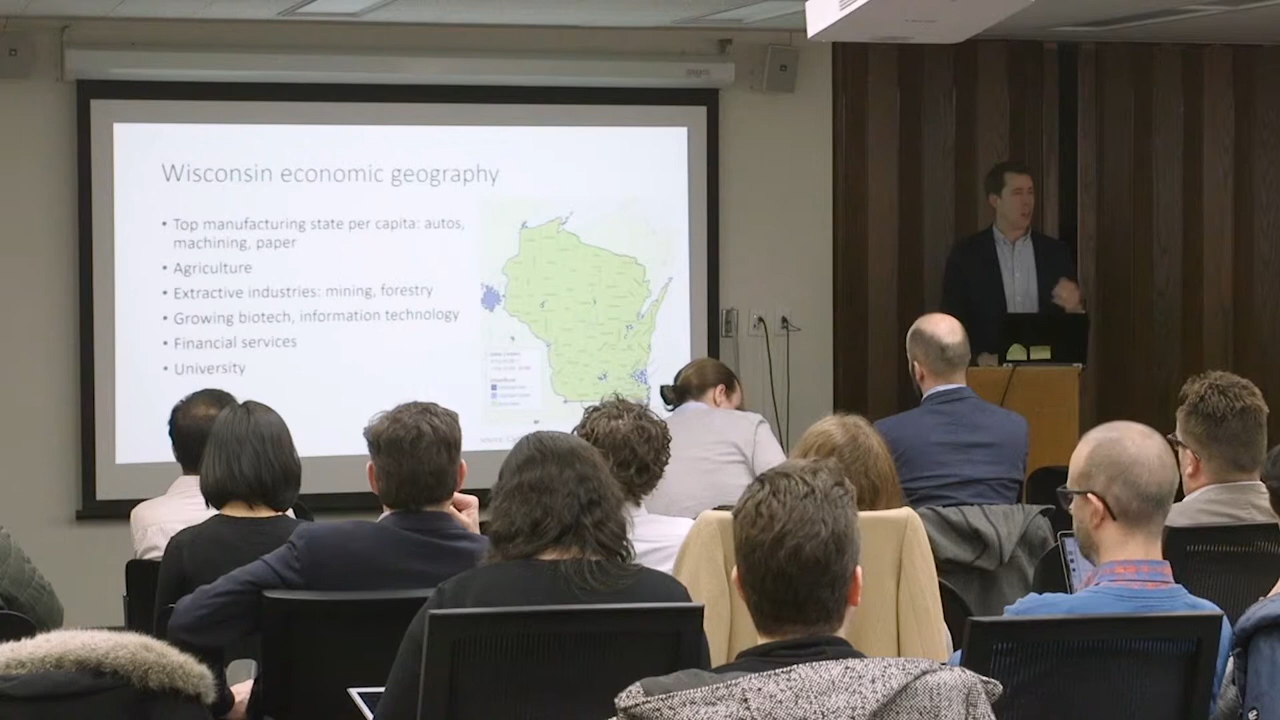 Wisconsin economic geography
• Top manufacturing state per capita: autos,
machining, paper
• Agriculture
• Extractive industries: mining, forestry
• Growing biotech, information technology
• Financial services
• University